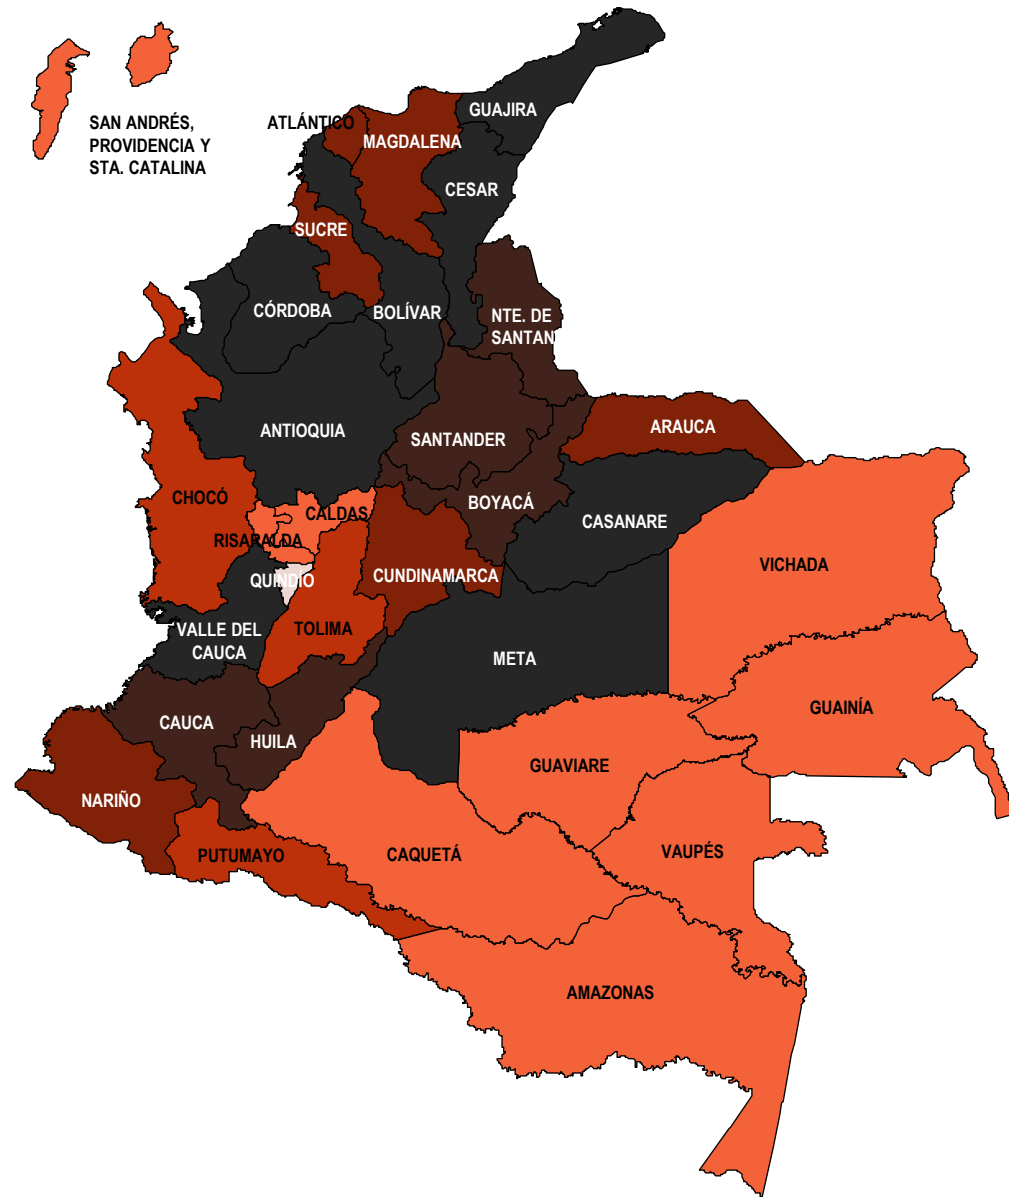 SAN ANDRÉS,
PROVIDENCIA Y
STA. CATALINA
GUAJIRA
ATLÁNTICO
MAGDALENA
CESAR
SUCRE
CÓRDOBA
BOLÍVAR
NTE. DE
SANTAN
ANTIOQUIA
SANTANDER
ARAUCA
CHOCÓ
BOYACÁ
CALDAS
CASANARE
RISARALDA
VICHADA
QUINDÍO
CUNDINAMARCA
TOLIMA
VALLE DEL
CAUCA
META
GUAINÍA
CAUCA
HUILA
GUAVIARE
NARIÑO
PUTUMAYO
CAQUETÁ
VAUPÉS
AMAZONAS